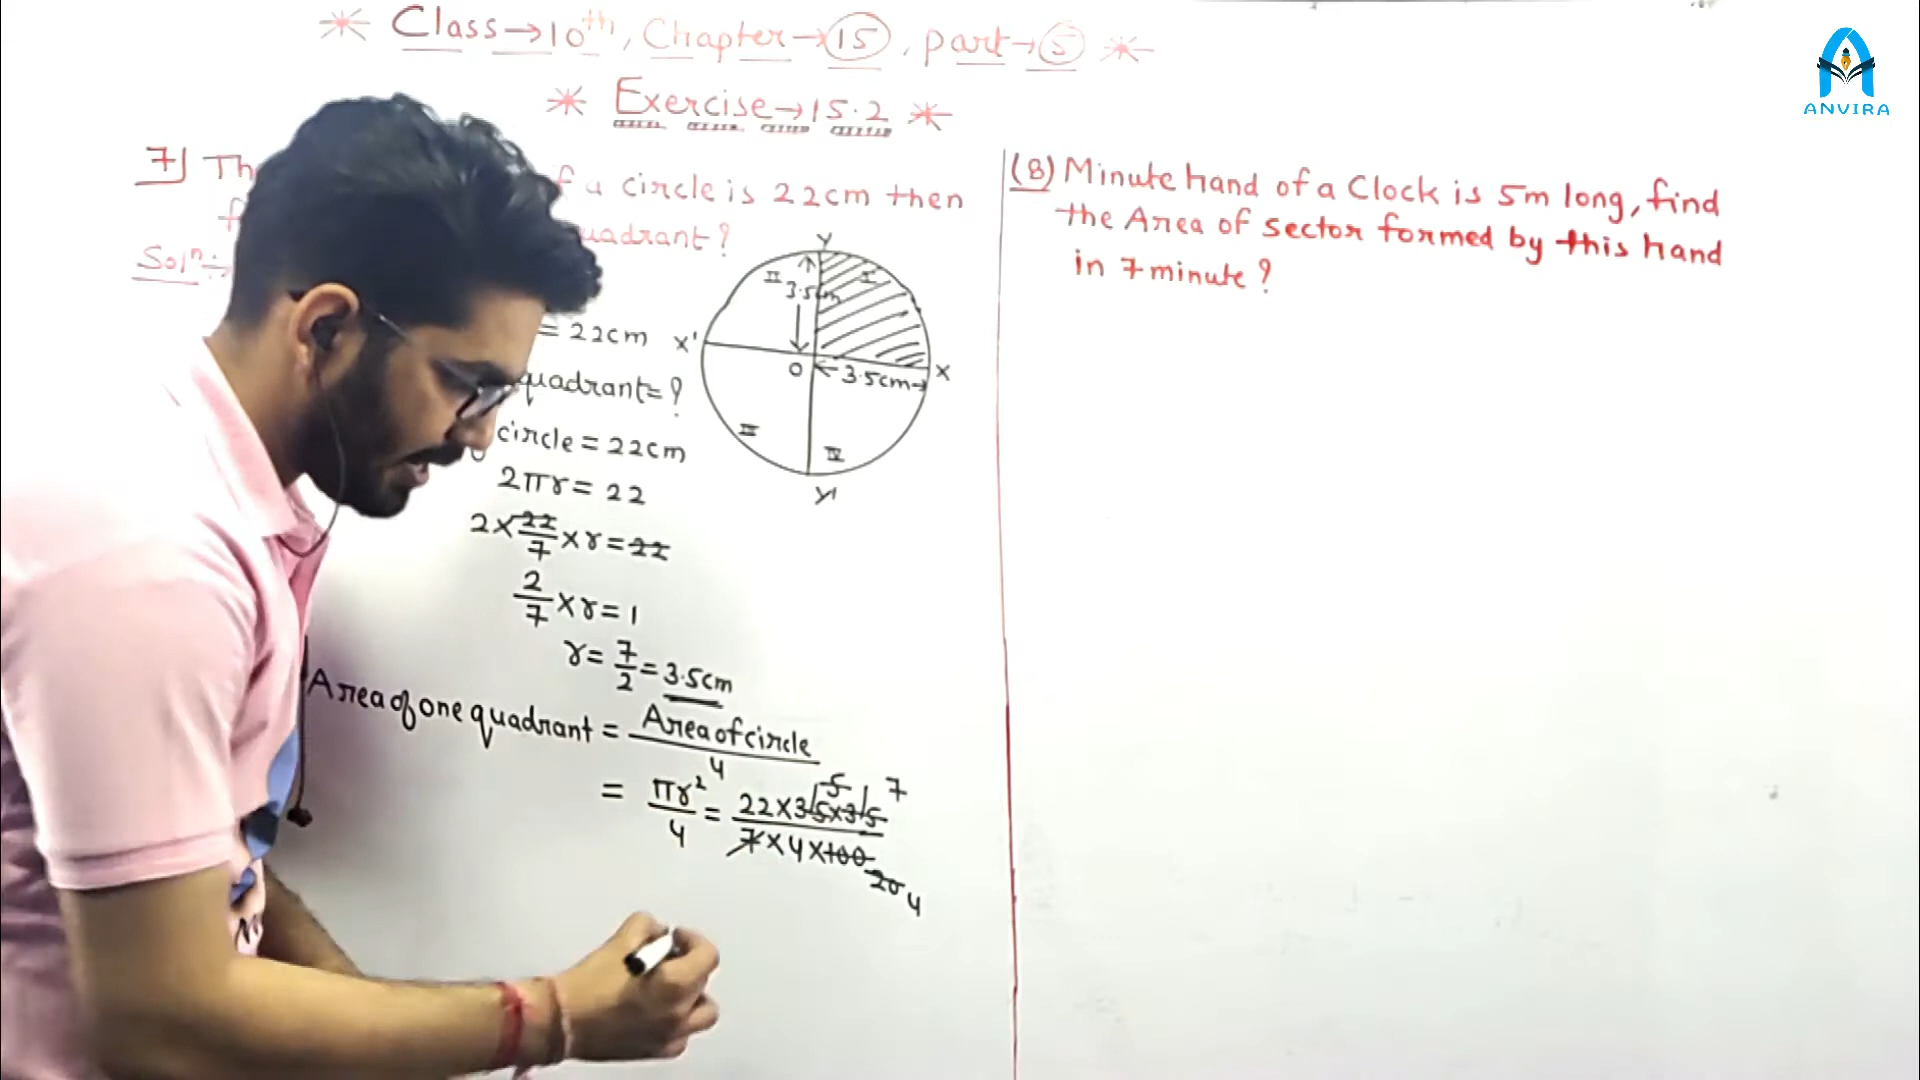 Class→10th, Chapter→15, part→5
Exercise→15.2
7) Th
f a circle is 22cm then
f
uadrant?
Soln:→
= 22cm
quadrant=?
circle = 22cm
2πr = 22
2×22/7×r=22
2/7×r=1
r=7/2=3.5cm
Area of one quadrant = Area of circle/4
= πr²/4 = 22×35×35/7×4×100
5 7
20 4
Y
II I
3.5cm
X' O 3.5cm X
III IV
Y'
(8) Minute hand of a Clock is 5m long, find
the Area of sector formed by this hand
in 7 minute?
ANVIRA